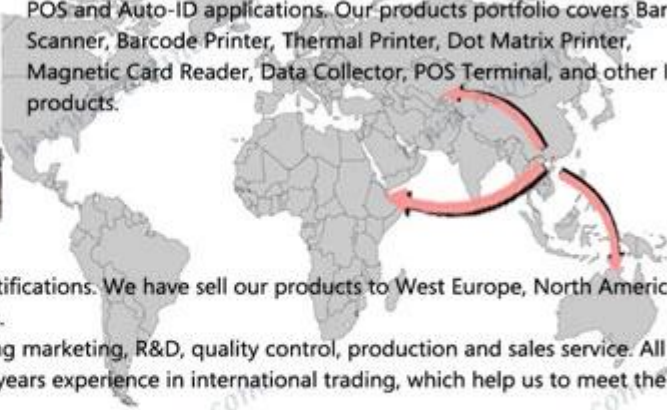 POS and Auto-ID applications. Our products portfolio covers Bar
Scanner, Barcode Printer, Thermal Printer, Dot Matrix Printer,
Magnetic Card Reader, Data Collector, POS Terminal, and other
products.
tifications. We have sell our products to West Europe, North Americ
.
g marketing, R&D, quality control, production and sales service. All
years experience in international trading, which help us to meet the